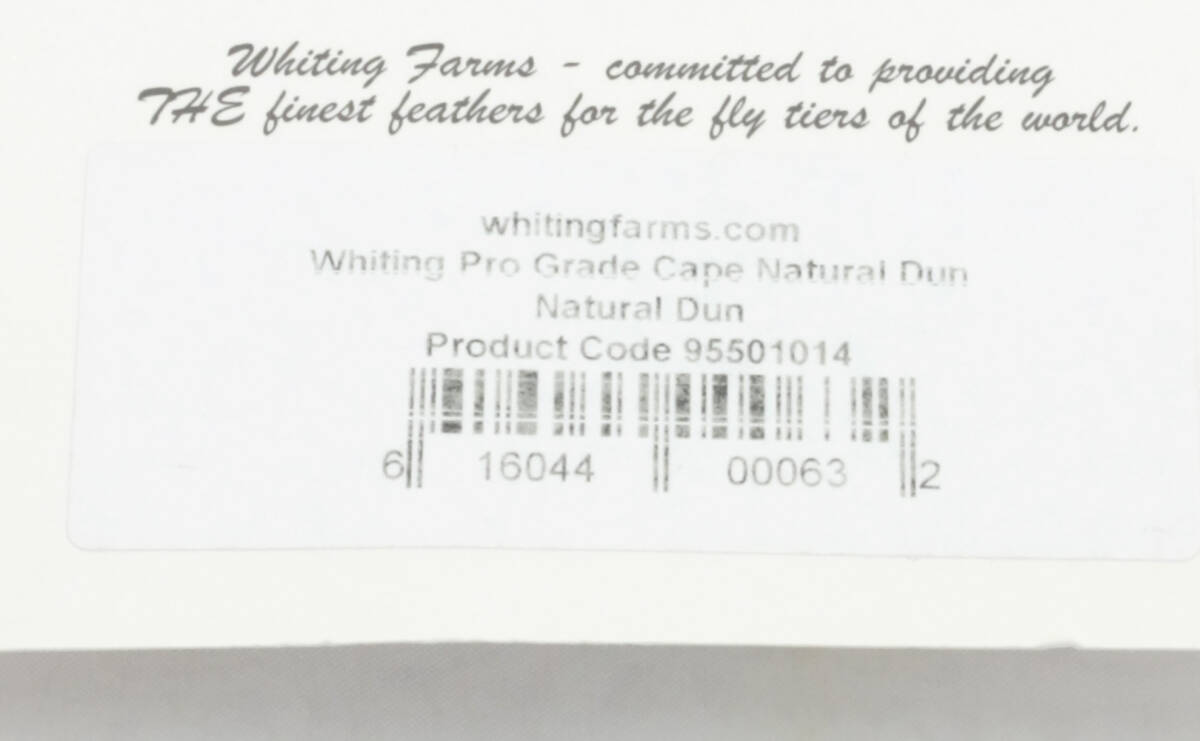 Whiting Farms - committed to providing
THE finest feathers for the fly tiers of the world.
whitingfarms.com
Whiting Pro Grade Cape Natural Dun
Natural Dun
Product Code 95501014
6 16044 00063 2